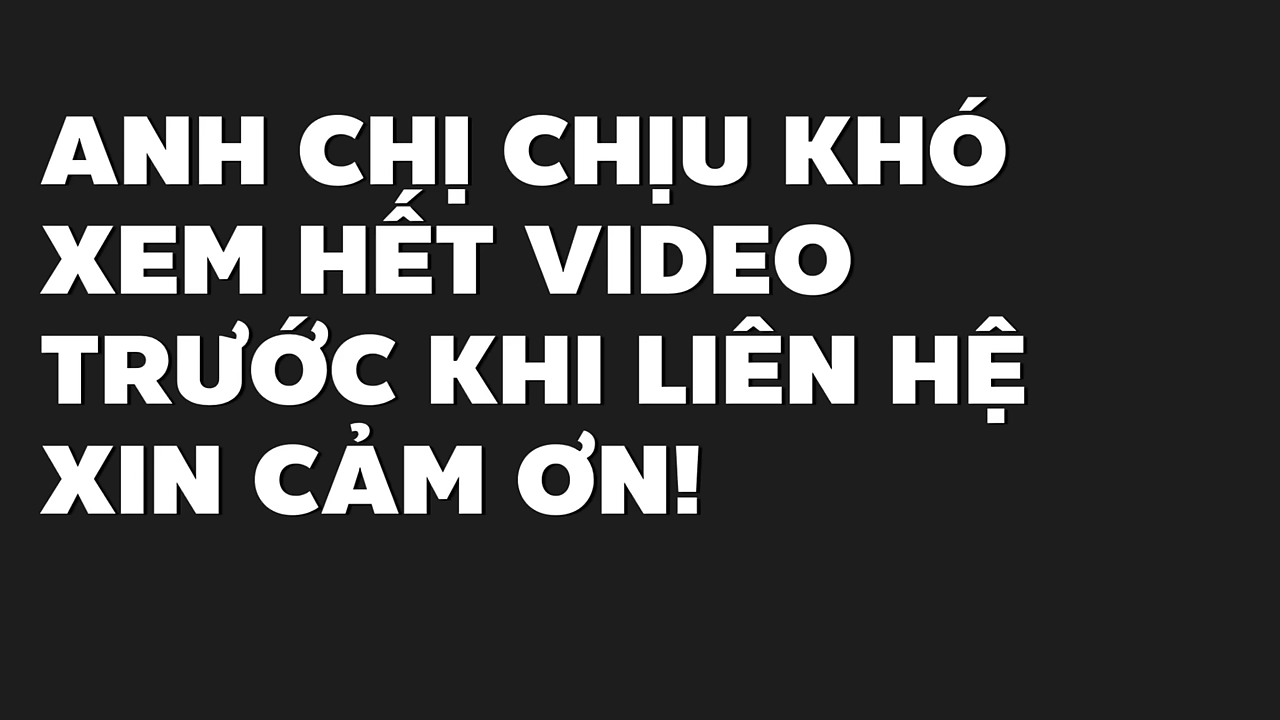 ANH CHỊ CHỊU KHÓ
XEM HẾT VIDEO
TRƯỚC KHI LIÊN HỆ
XIN CẢM ƠN!